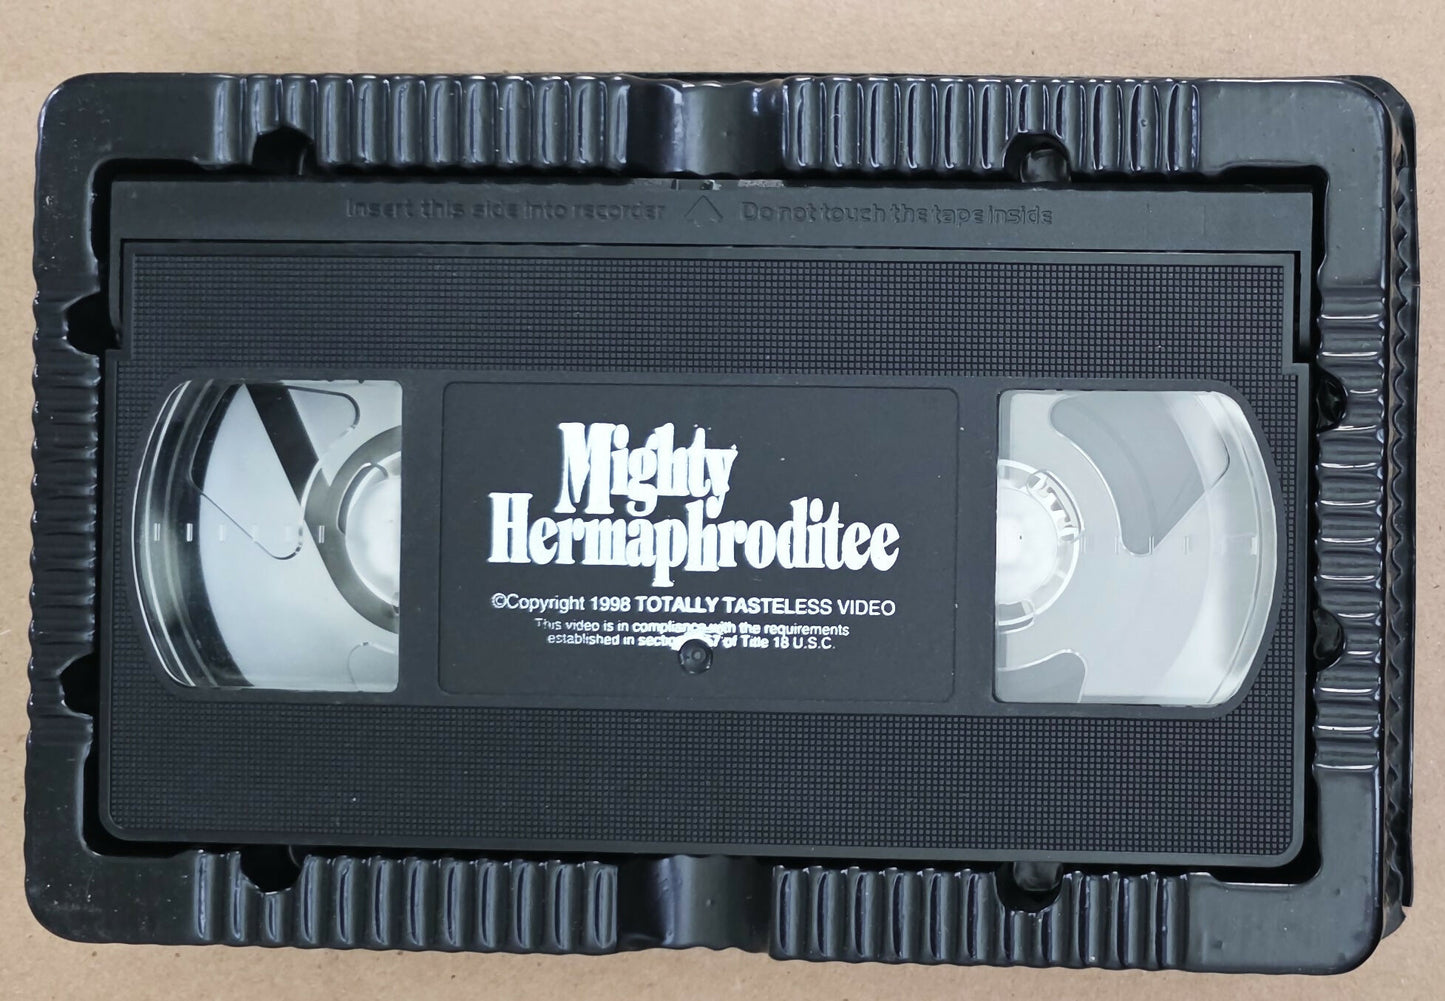 Insert this side into recorder Do not touch the tape inside
Mighty
Hermaphroditee
©Copyright 1998 TOTALLY TASTELESS VIDEO
This video is in compliance with the requirements
established in section of Title 18 U.S.C.